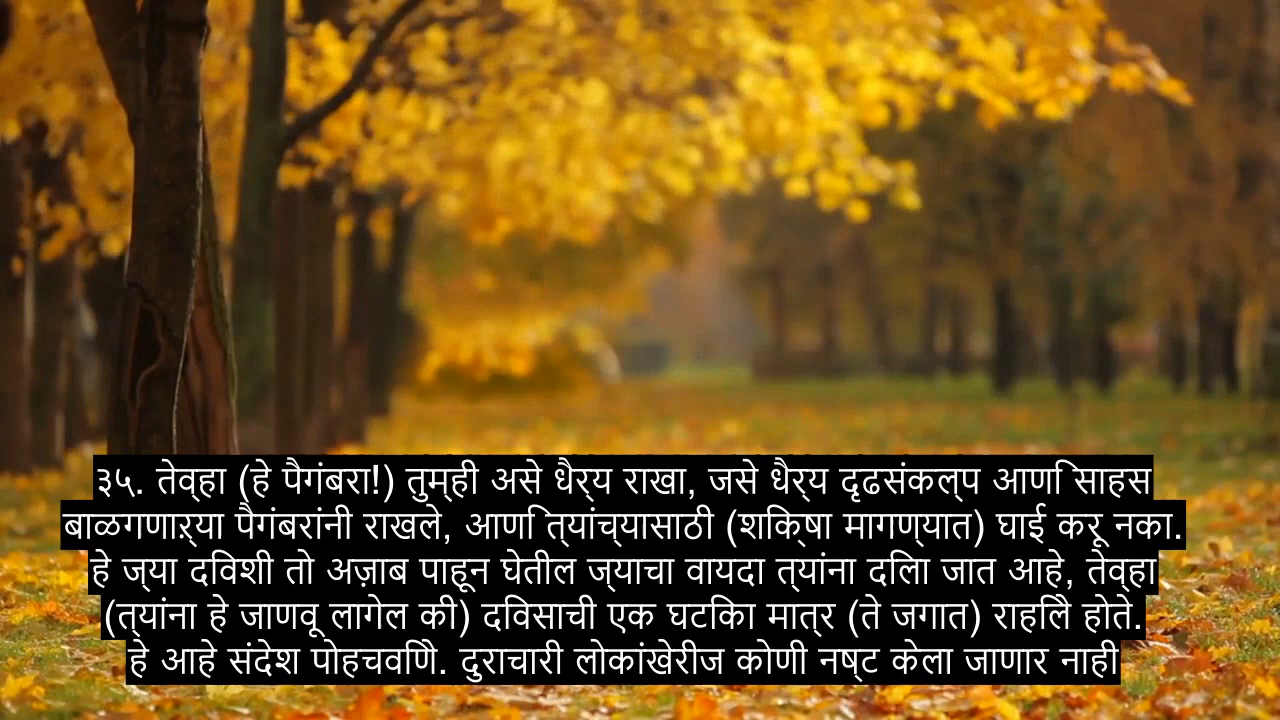 ३५. तेव्हा (हे पैगंबरा!) तुम्ही असे धैर्य राखा, जसे धैर्य दृढसंकल्प आणि साहस
बाळगणाऱ्या पैगंबरांनी राखले, आणि त्यांच्यासाठी (शिक्षा मागण्यात) घाई करू नका.
हे ज्या दिवशी तो अज़ाब पाहून घेतील ज्याचा वायदा त्यांना दिला जात आहे, तेव्हा
(त्यांना हे जाणवू लागेल की) दिवसाची एक घटिका मात्र (ते जगात) राहिले होते.
हे आहे संदेश पोहचविणे. दुराचारी लोकांखेरीज कोणी नष्ट केला जाणार नाही